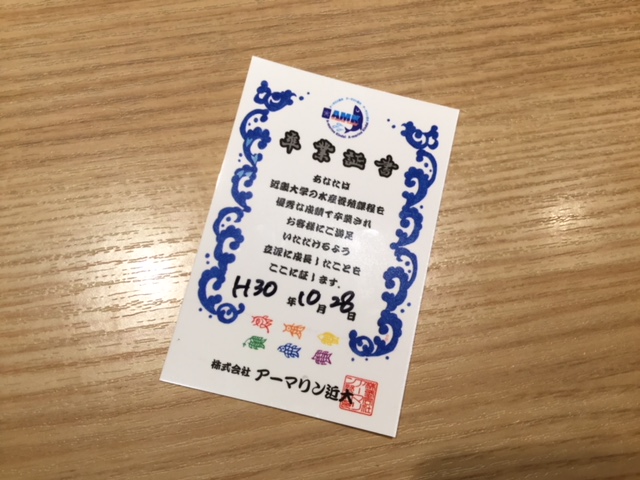 AMK
卒業証書
あなたは
近畿大学の水産養殖課程を
優秀な成績で卒業され
お客様にご満足
いただけるよう
立派に成長したことを
ここに証します。
H30年10月28日
株式会社 アーマリン近大